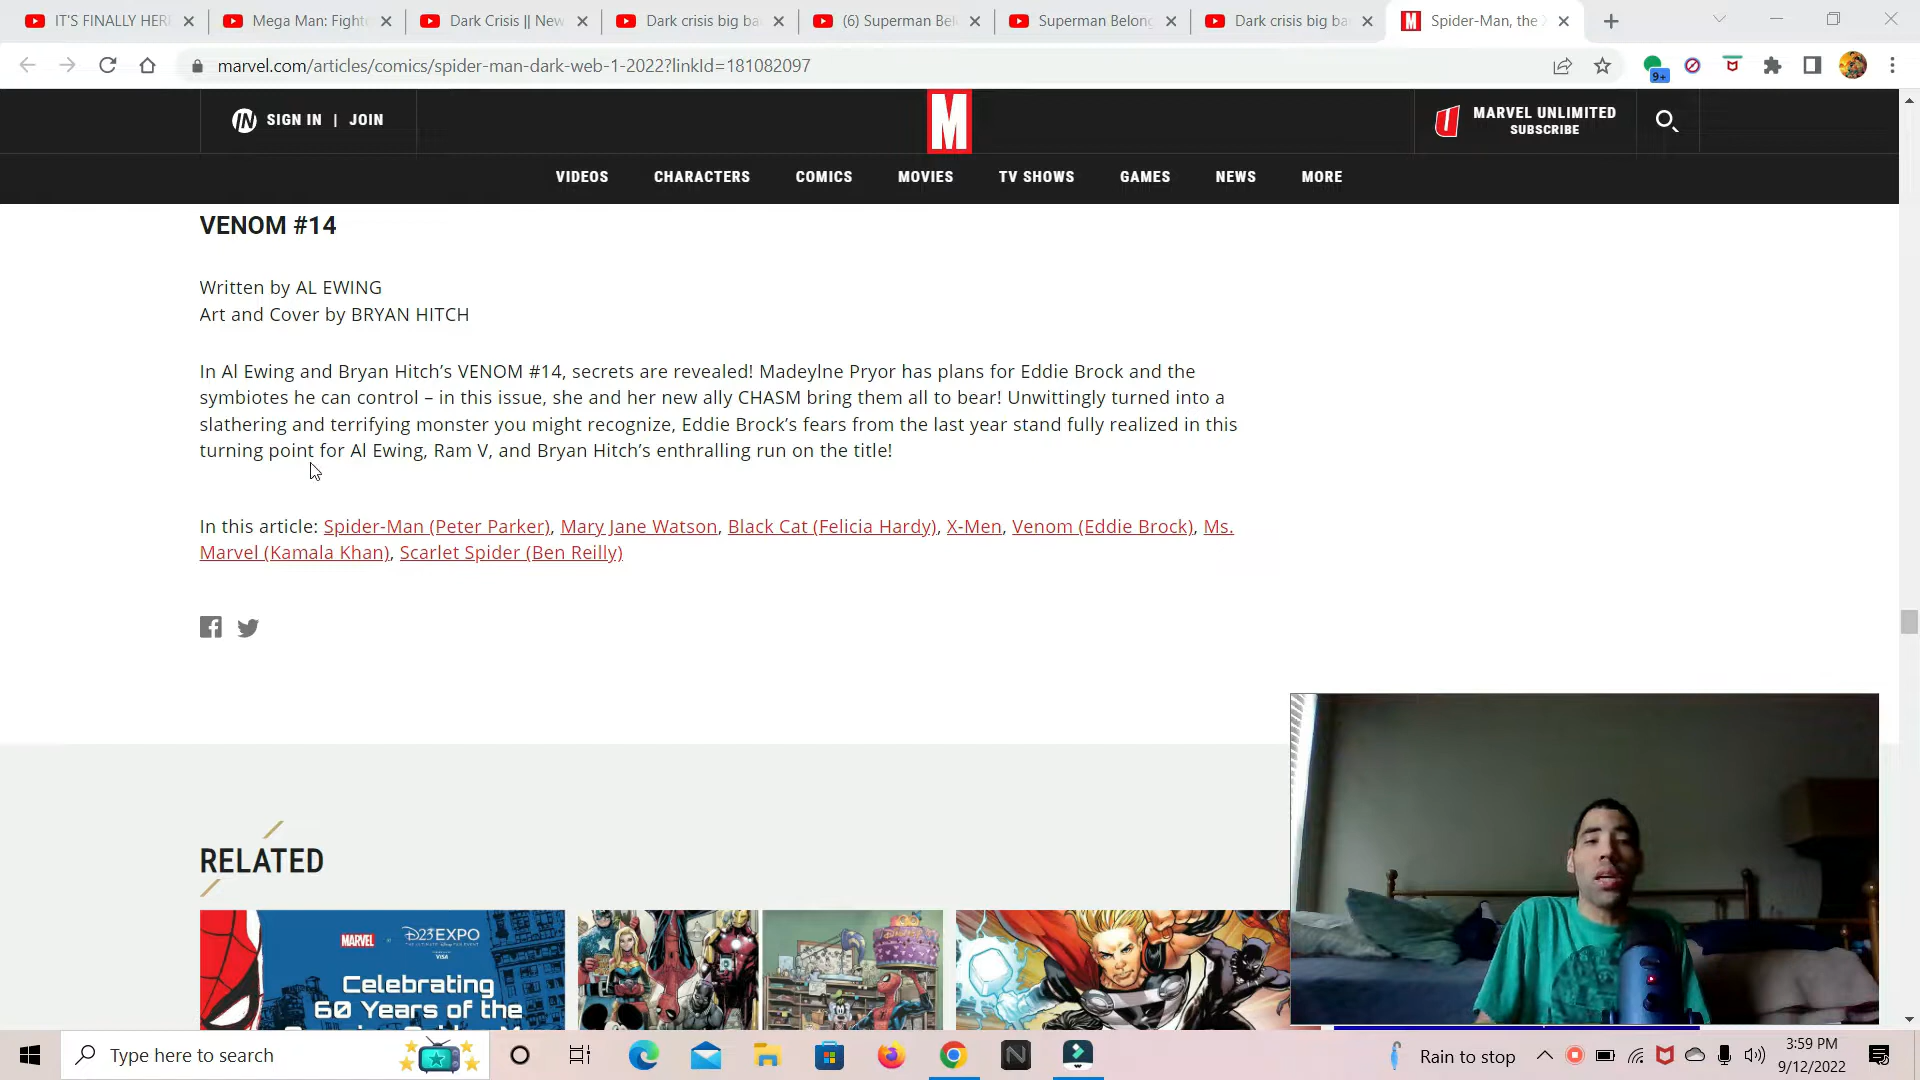 IT'S FINALLY HER
Mega Man: Fight
Dark Crisis || New
Dark crisis big ba
(6) Superman Be
Superman Belong
Dark crisis big ba
Spider-Man, the
marvel.com/articles/comics/spider-man-dark-web-1-2022?linkId=181082097
9+
SIGN IN | JOIN
M
MARVEL UNLIMITED
SUBSCRIBE
VIDEOS CHARACTERS COMICS MOVIES TV SHOWS GAMES NEWS MORE
VENOM #14
Written by AL EWING
Art and Cover by BRYAN HITCH
In Al Ewing and Bryan Hitch’s VENOM #14, secrets are revealed! Madeylne Pryor has plans for Eddie Brock and the
symbiotes he can control – in this issue, she and her new ally CHASM bring them all to bear! Unwittingly turned into a
slathering and terrifying monster you might recognize, Eddie Brock’s fears from the last year stand fully realized in this
turning point for Al Ewing, Ram V, and Bryan Hitch’s enthralling run on the title!
In this article: Spider-Man (Peter Parker), Mary Jane Watson, Black Cat (Felicia Hardy), X-Men, Venom (Eddie Brock), Ms.
Marvel (Kamala Khan), Scarlet Spider (Ben Reilly)
RELATED
MARVEL
D23EXPO
VISA
Celebrating
60 Years of the
Type here to search
Rain to stop
3:59 PM
9/12/2022